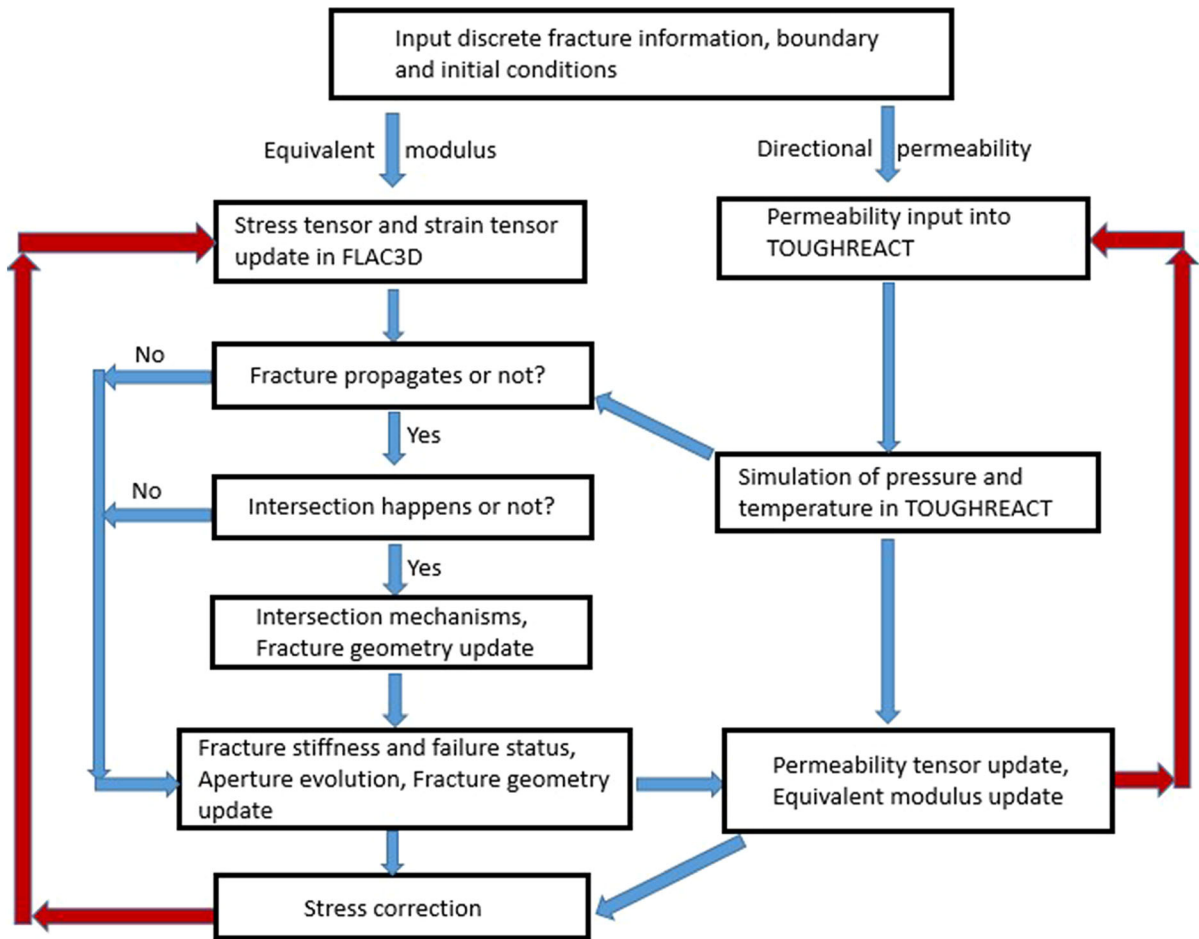 Input discrete fracture information, boundary
and initial conditions
Equivalent modulus
Directional permeability
Stress tensor and strain tensor
update in FLAC3D
Permeability input into
TOUGHREACT
No
Fracture propagates or not?
Yes
Simulation of pressure and
temperature in TOUGHREACT
No
Intersection happens or not?
Yes
Intersection mechanisms,
Fracture geometry update
Fracture stiffness and failure status,
Aperture evolution, Fracture geometry
update
Permeability tensor update,
Equivalent modulus update
Stress correction